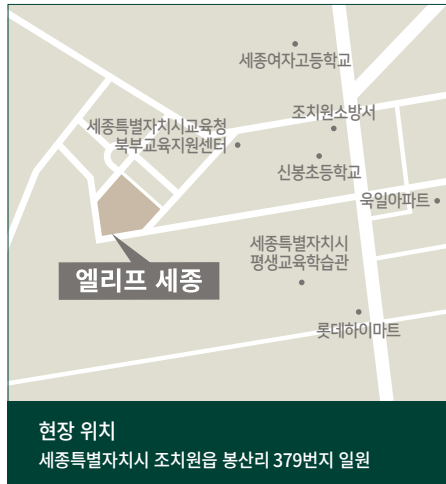 세종여자고등학교
조치원소방서
세종특별자치시교육청
북부교육지원센터
신봉초등학교
욱일아파트
세종특별자치시
평생교육학습관
엘리프 세종
롯데하이마트
현장 위치
세종특별자치시 조치원읍 봉산리 379번지 일원